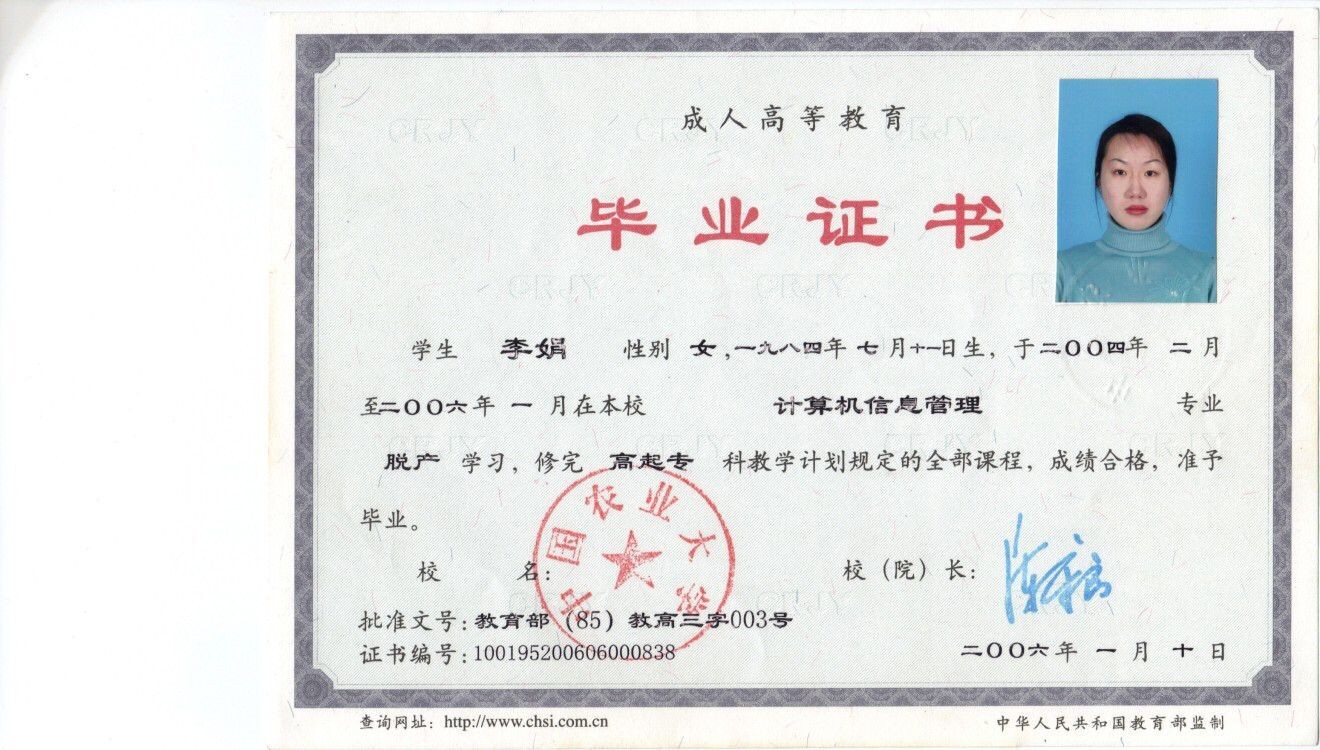 成人高等教育
毕业证书
学生 李娟 性别 女，一九八四年 七 月十一日生，于二〇〇四年 二 月
至二〇〇六年 一 月在本校 计算机信息管理 专业
脱产 学习，修完 高起专 科教学计划规定的全部课程，成绩合格，准予
毕业。
中国农业大学
校 名： 校（院）长：
批准文号：教育部（85）教高三字003号
证书编号：100195200606000838 二〇〇六年 一 月 十 日
查询网址：http://www.chsi.com.cn 中华人民共和国教育部监制